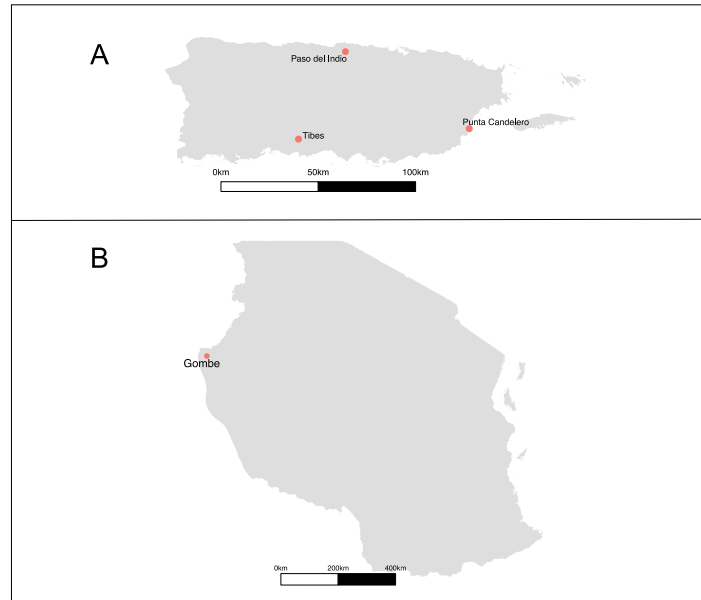 A
Paso del Indio
Punta Candelero
Tibes
0km 50km 100km
B
Gombe
0km 200km 400km